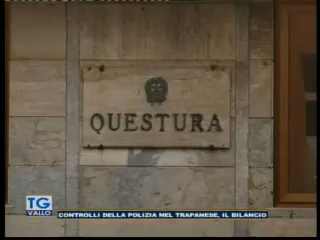 QUESTURA
TG
VALLO
CONTROLLI DELLA POLIZIA NEL TRAPANESE, IL BILANCIO